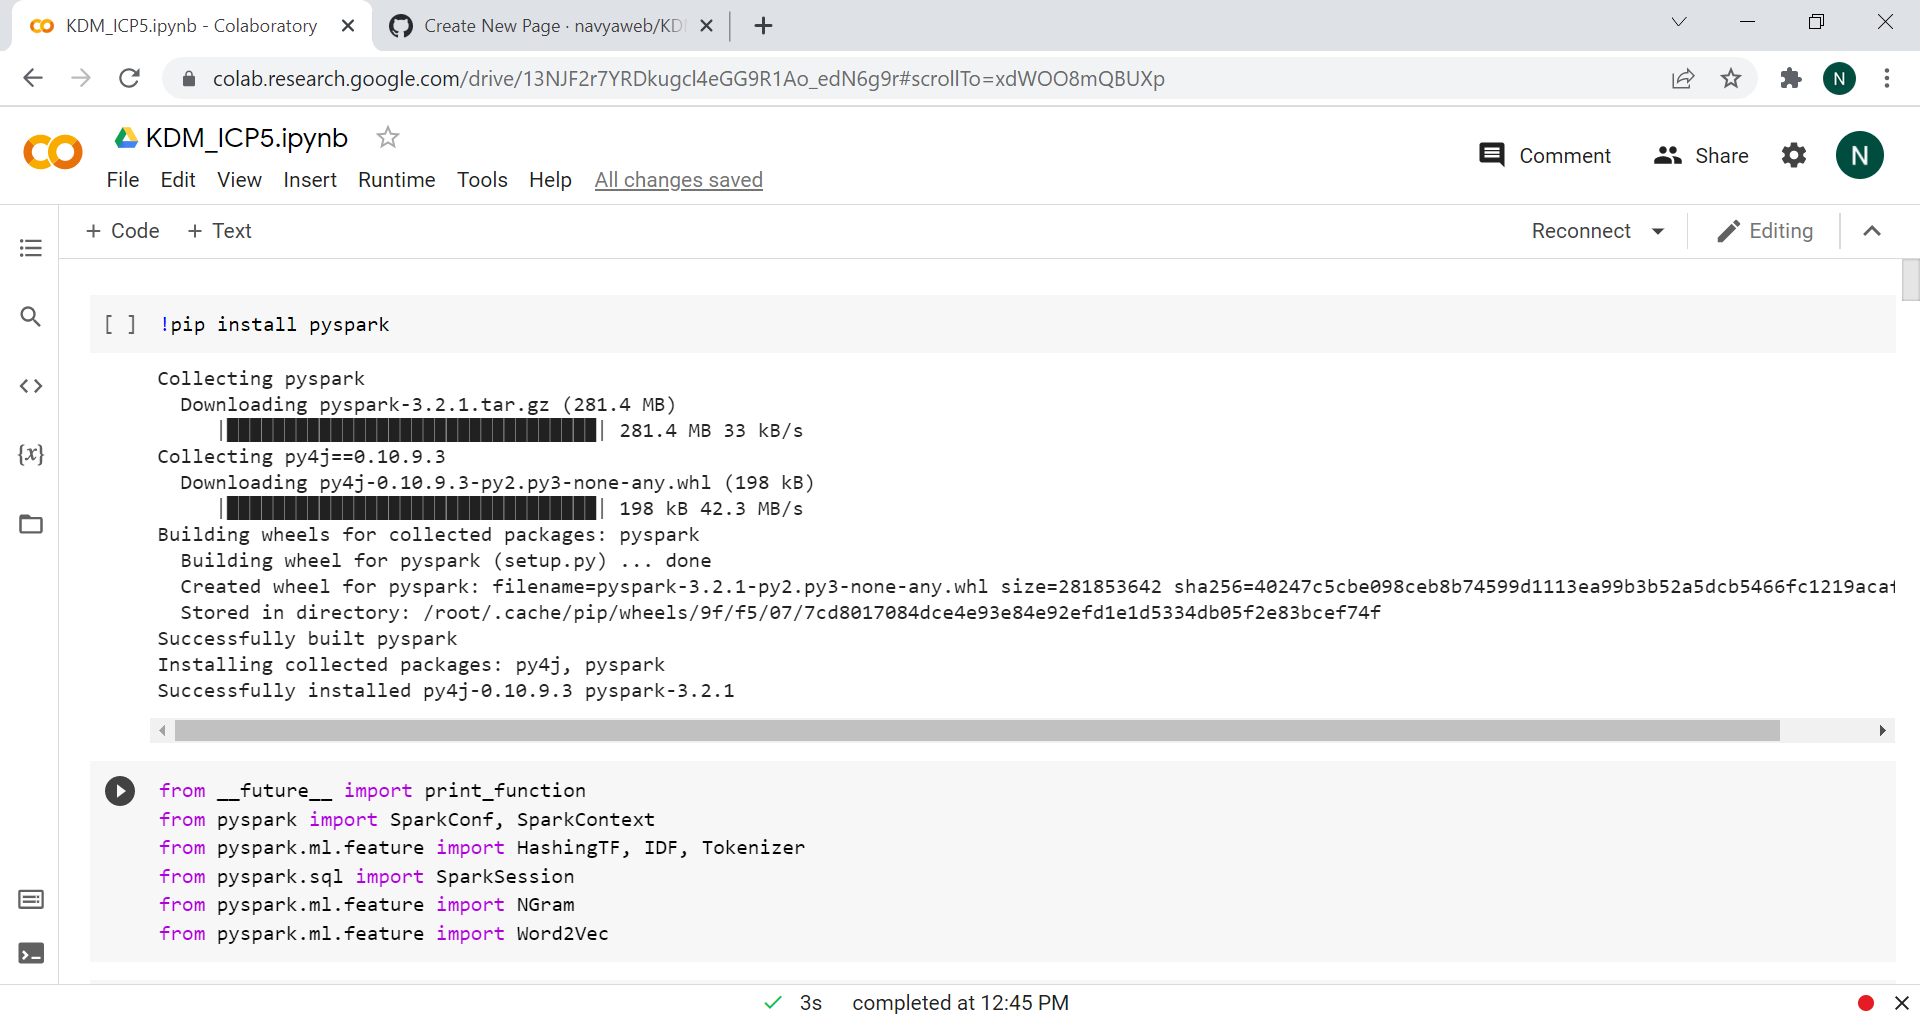 KDM_ICP5.ipynb - Colaboratory
Create New Page · navyaweb/KD
colab.research.google.com/drive/13NJF2r7YRDkugcl4eGG9R1Ao_edN6g9r#scrollTo=xdWOO8mQBUXp
N
KDM_ICP5.ipynb
Comment
Share
N
File Edit View Insert Runtime Tools Help All changes saved
+ Code + Text
Reconnect
Editing
[ ] !pip install pyspark
Collecting pyspark
Downloading pyspark-3.2.1.tar.gz (281.4 MB)
|████████████████████████████████| 281.4 MB 33 kB/s
Collecting py4j==0.10.9.3
Downloading py4j-0.10.9.3-py2.py3-none-any.whl (198 kB)
|████████████████████████████████| 198 kB 42.3 MB/s
Building wheels for collected packages: pyspark
Building wheel for pyspark (setup.py) ... done
Created wheel for pyspark: filename=pyspark-3.2.1-py2.py3-none-any.whl size=281853642 sha256=40247c5cbe098ceb8b74599d1113ea99b3b52a5dcb5466fc1219acaf
Stored in directory: /root/.cache/pip/wheels/9f/f5/07/7cd8017084dce4e93e84e92efd1e1d5334db05f2e83bcef74f
Successfully built pyspark
Installing collected packages: py4j, pyspark
Successfully installed py4j-0.10.9.3 pyspark-3.2.1
from __future__ import print_function
from pyspark import SparkConf, SparkContext
from pyspark.ml.feature import HashingTF, IDF, Tokenizer
from pyspark.sql import SparkSession
from pyspark.ml.feature import NGram
from pyspark.ml.feature import Word2Vec
{x}
3s completed at 12:45 PM